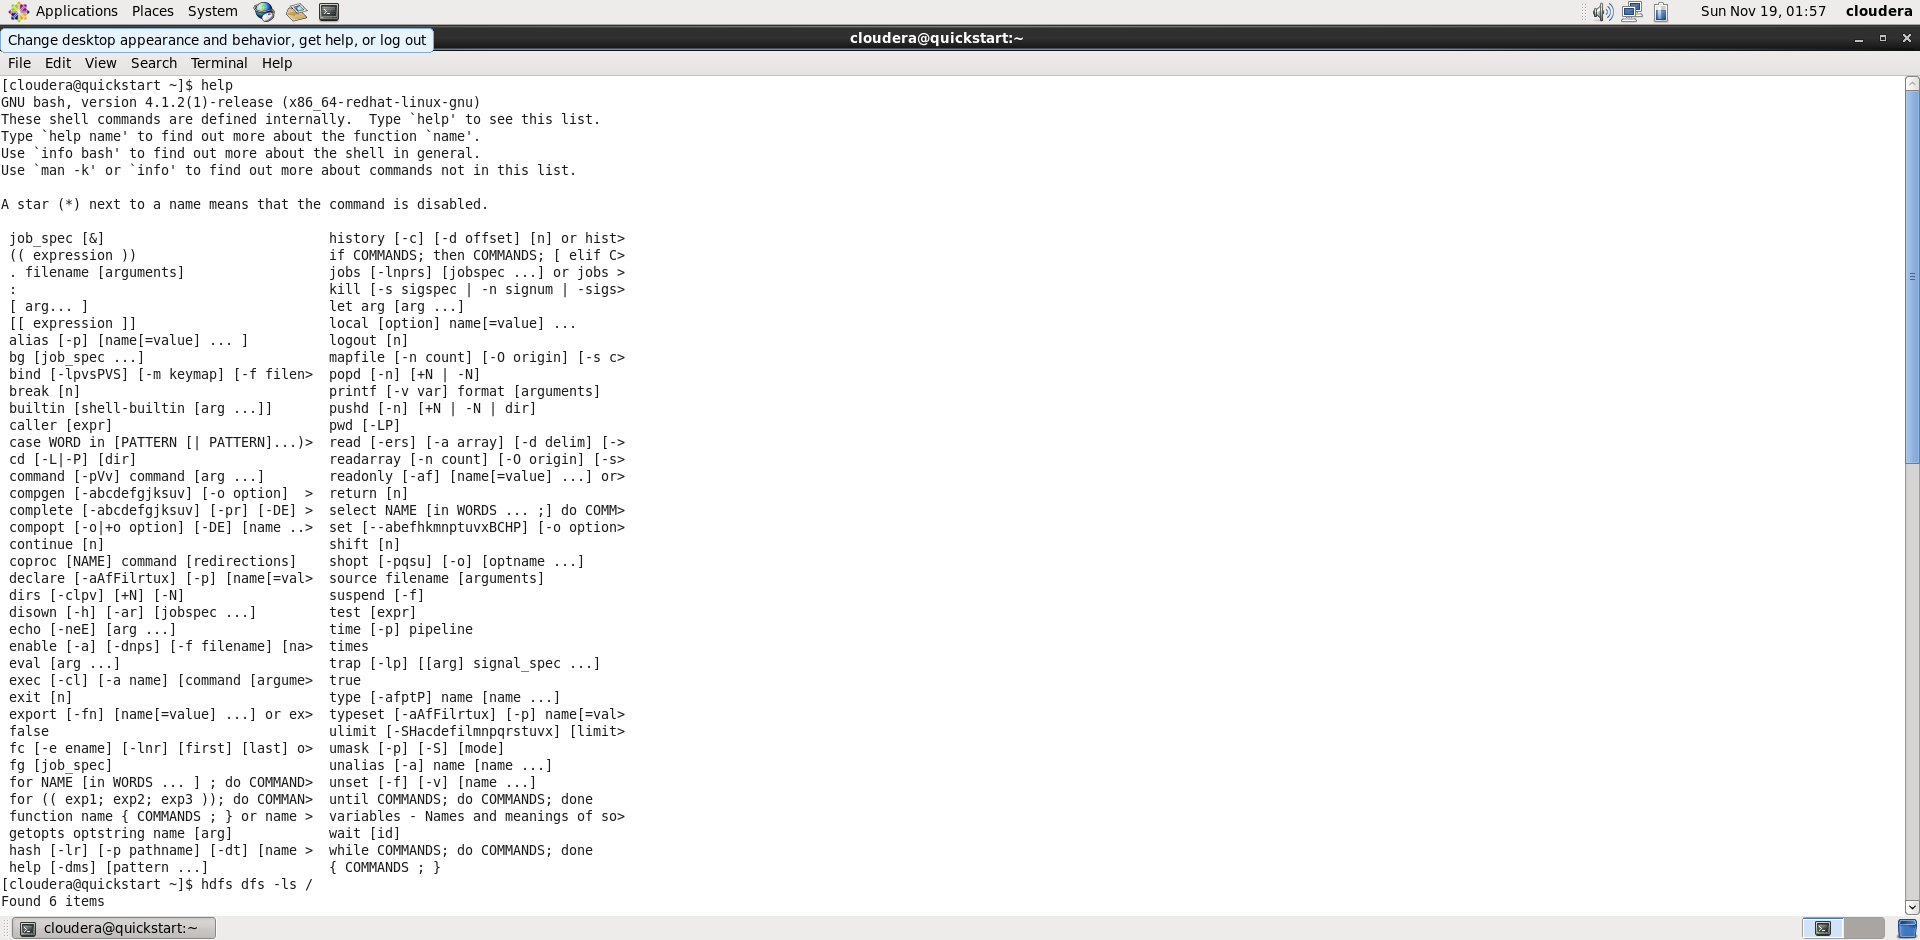 Applications Places System Sun Nov 19, 01:57 cloudera
Change desktop appearance and behavior, get help, or log out cloudera@quickstart:~
File Edit View Search Terminal Help
[cloudera@quickstart ~]$ help
GNU bash, version 4.1.2(1)-release (x86_64-redhat-linux-gnu)
These shell commands are defined internally.  Type `help' to see this list.
Type `help name' to find out more about the function `name'.
Use `info bash' to find out more about the shell in general.
Use `man -k' or `info' to find out more about commands not in this list.
A star (*) next to a name means that the command is disabled.
job_spec [&] history [-c] [-d offset] [n] or hist>
(( expression )) if COMMANDS; then COMMANDS; [ elif C>
. filename [arguments] jobs [-lnprs] [jobspec ...] or jobs >
: kill [-s sigspec | -n signum | -sigs>
[ arg... ] let arg [arg ...]
[[ expression ]] local [option] name[=value] ...
alias [-p] [name[=value] ... ] logout [n]
bg [job_spec ...] mapfile [-n count] [-O origin] [-s c>
bind [-lpvsPVS] [-m keymap] [-f filen> popd [-n] [+N | -N]
break [n] printf [-v var] format [arguments]
builtin [shell-builtin [arg ...]] pushd [-n] [+N | -N | dir]
caller [expr] pwd [-LP]
case WORD in [PATTERN [| PATTERN]...)> read [-ers] [-a array] [-d delim] [->
cd [-L|-P] [dir] readarray [-n count] [-O origin] [-s>
command [-pVv] command [arg ...] readonly [-af] [name[=value] ...] or>
compgen [-abcdefgjksuv] [-o option]  > return [n]
complete [-abcdefgjksuv] [-pr] [-DE] > select NAME [in WORDS ... ;] do COMM>
compopt [-o|+o option] [-DE] [name ..> set [--abefhkmnptuvxBCHP] [-o option>
continue [n] shift [n]
coproc [NAME] command [redirections] shopt [-pqsu] [-o] [optname ...]
declare [-aAfFilrtux] [-p] [name[=val> source filename [arguments]
dirs [-clpv] [+N] [-N] suspend [-f]
disown [-h] [-ar] [jobspec ...] test [expr]
echo [-neE] [arg ...] time [-p] pipeline
enable [-a] [-dnps] [-f filename] [na> times
eval [arg ...] trap [-lp] [[arg] signal_spec ...]
exec [-cl] [-a name] [command [argume> true
exit [n] type [-afptP] name [name ...]
export [-fn] [name[=value] ...] or ex> typeset [-aAfFilrtux] [-p] name[=val>
false ulimit [-SHacdefilmnpqrstuvx] [limit>
fc [-e ename] [-lnr] [first] [last] o> umask [-p] [-S] [mode]
fg [job_spec] unalias [-a] name [name ...]
for NAME [in WORDS ... ] ; do COMMAND> unset [-f] [-v] [name ...]
for (( exp1; exp2; exp3 )); do COMMAN> until COMMANDS; do COMMANDS; done
function name { COMMANDS ; } or name > variables - Names and meanings of so>
getopts optstring name [arg] wait [id]
hash [-lr] [-p pathname] [-dt] [name > while COMMANDS; do COMMANDS; done
help [-dms] [pattern ...] { COMMANDS ; }
[cloudera@quickstart ~]$ hdfs dfs -ls /
Found 6 items
cloudera@quickstart:~